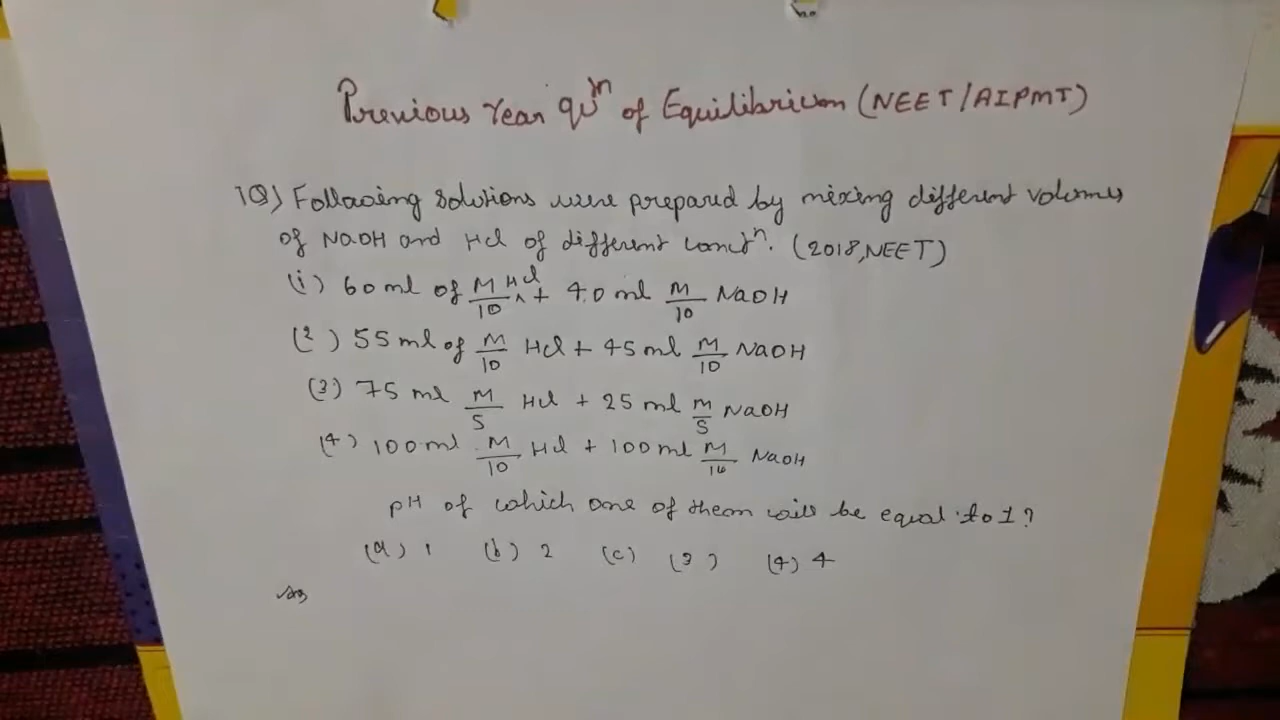 Previous Year qu^n of Equilibrium (NEET/AIPMT)
1Q) Following solutions were prepared by mixing different volumes
of NaOH and Hcl of different conct^n. (2018,NEET)
(i) 60 ml of M/10 Hcl + 40 ml M/10 NaOH
(2) 55 ml of M/10 Hcl + 45 ml M/10 NaOH
(3) 75 ml M/5 Hcl + 25 ml M/5 NaOH
(4) 100 ml M/10 Hcl + 100 ml M/10 NaOH
pH of which one of them will be equal to 1?
(a) 1 (b) 2 (c) (3) (4) 4
Ans